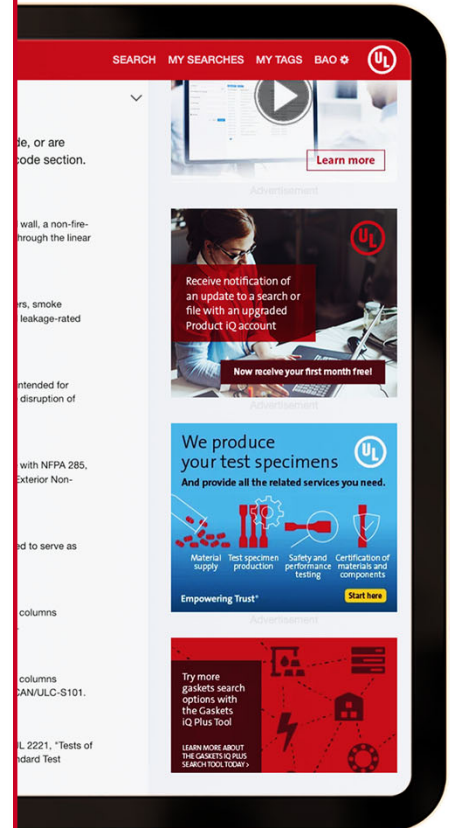 SEARCH MY SEARCHES MY TAGS BAO UL
de, or are
code section.
wall, a non-fire-
hrough the linear
ers, smoke
leakage-rated
ntended for
disruption of
with NFPA 285,
Exterior Non-
ed to serve as
columns
columns
CAN/ULC-S101.
2221, "Tests of
ndard Test
Learn more
Advertisement
UL
Receive notification of
an update to a search or
file with an upgraded
Product iQ account
Now receive your first month free!
Advertisement
We produce
your test specimens
UL
And provide all the related services you need.
Material
supply
Test specimen
production
Safety and
performance
testing
Certification of
materials and
components
Empowering Trust®
Start here
Advertisement
Try more
gaskets search
options with
the Gaskets
iQ Plus Tool
LEARN MORE ABOUT
THE GASKETS IQ PLUS
SEARCH TOOL TODAY >